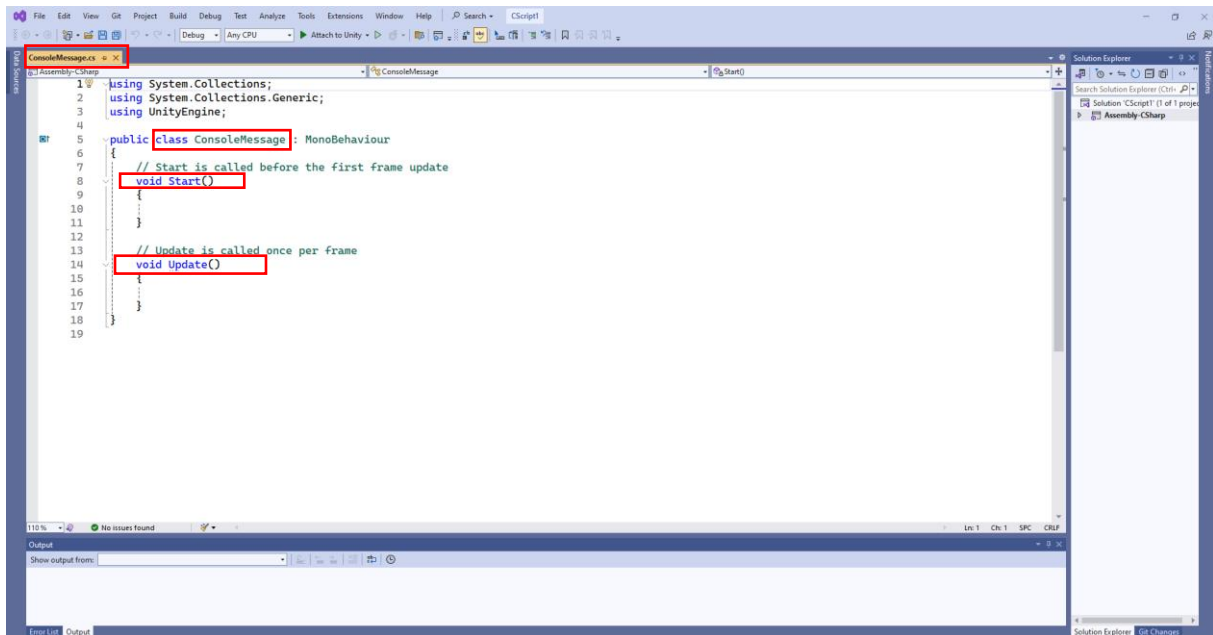 File Edit View Git Project Build Debug Test Analyze Tools Extensions Window Help Search CScript1
Debug Any CPU Attach to Unity
Data Sources
ConsoleMessage.cs
Assembly-CSharp ConsoleMessage Start()
1 using System.Collections;
2 using System.Collections.Generic;
3 using UnityEngine;
4
5 public class ConsoleMessage : MonoBehaviour
6 {
7 // Start is called before the first frame update
8 void Start()
9 {
10
11 }
12
13 // Update is called once per frame
14 void Update()
15 {
16
17 }
18 }
19
110 % No issues found Ln: 1 Ch: 1 SPC CRLF
Output
Show output from:
Error List Output
Solution Explorer
Search Solution Explorer (Ctrl+
Solution 'CScript1' (1 of 1 projec
Assembly-CSharp
Solution Explorer Git Changes
Notifications